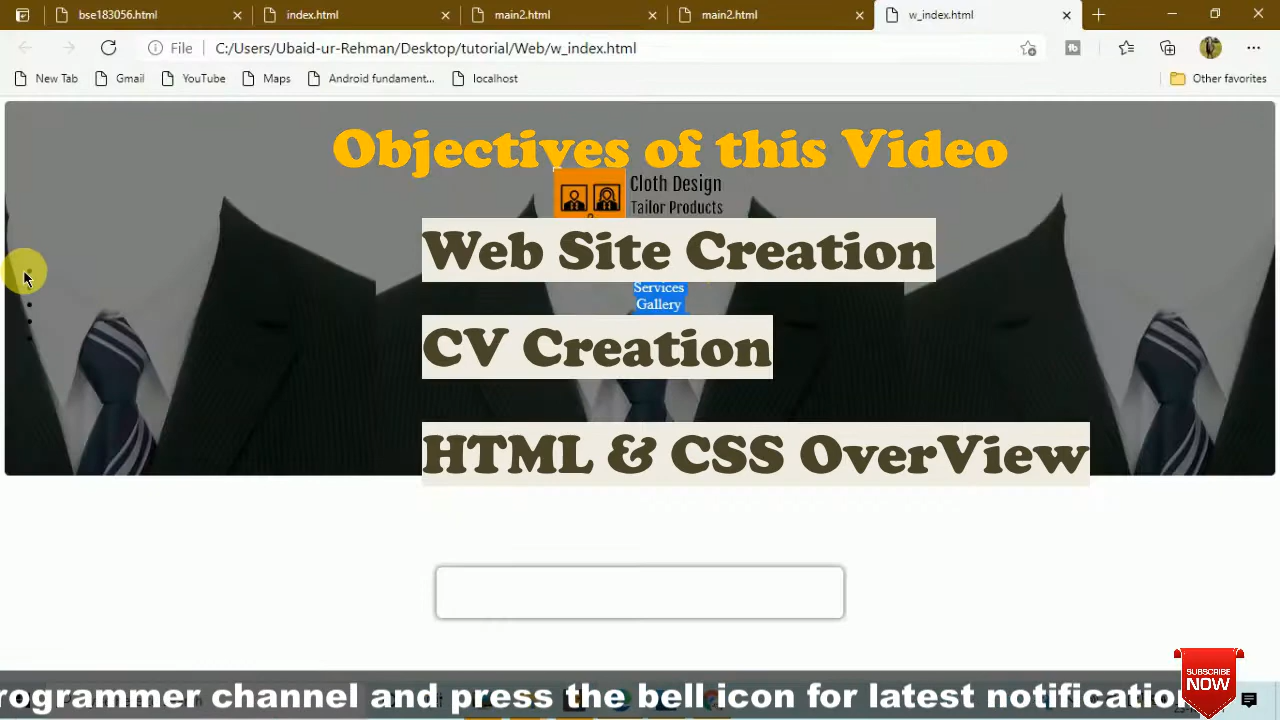 bse183056.html
index.html
main2.html
main2.html
w_index.html
File
C:/Users/Ubaid-ur-Rehman/Desktop/tutorial/Web/w_index.html
New Tab
Gmail
YouTube
Maps
Android fundament...
localhost
Other favorites
Objectives of this Video
Cloth Design
Tailor Products
Web Site Creation
Services
Gallery
CV Creation
HTML & CSS OverView
rogrammer channel and press the bell icon for latest notificatio
SUBSCRIBE
NOW